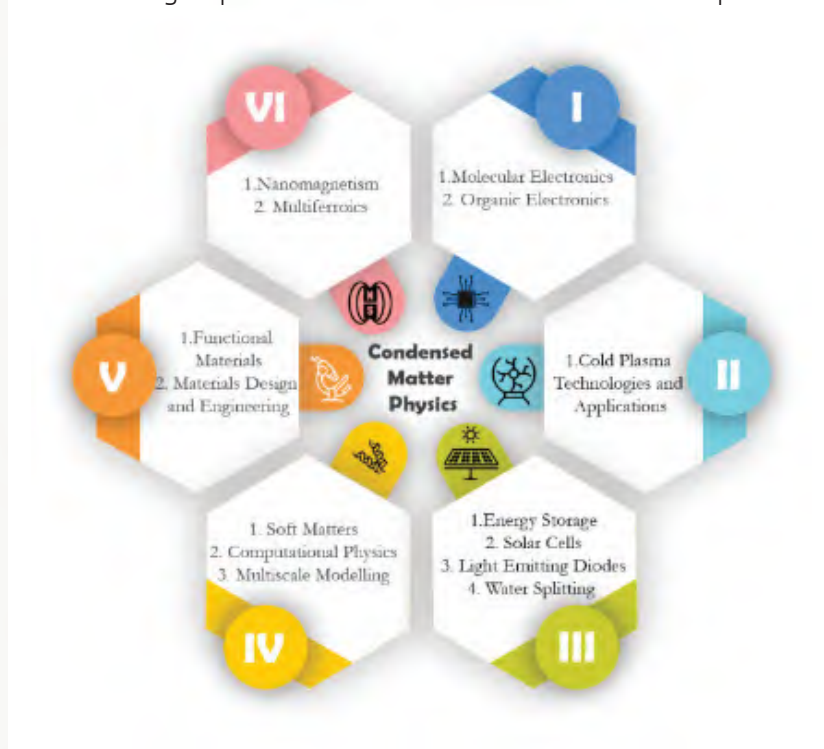 VI
1.Nanomagnetism
2. Multiferroics
I
1.Molecular Electronics
2. Organic Electronics
V
1.Functional
Materials
2. Materials Design
and Engineering
Condensed
Matter
Physics
II
1.Cold Plasma
Technologies and
Applications
IV
1. Soft Matters
2. Computational Physics
3. Multiscale Modelling
III
1.Energy Storage
2. Solar Cells
3. Light Emitting Diodes
4. Water Splitting